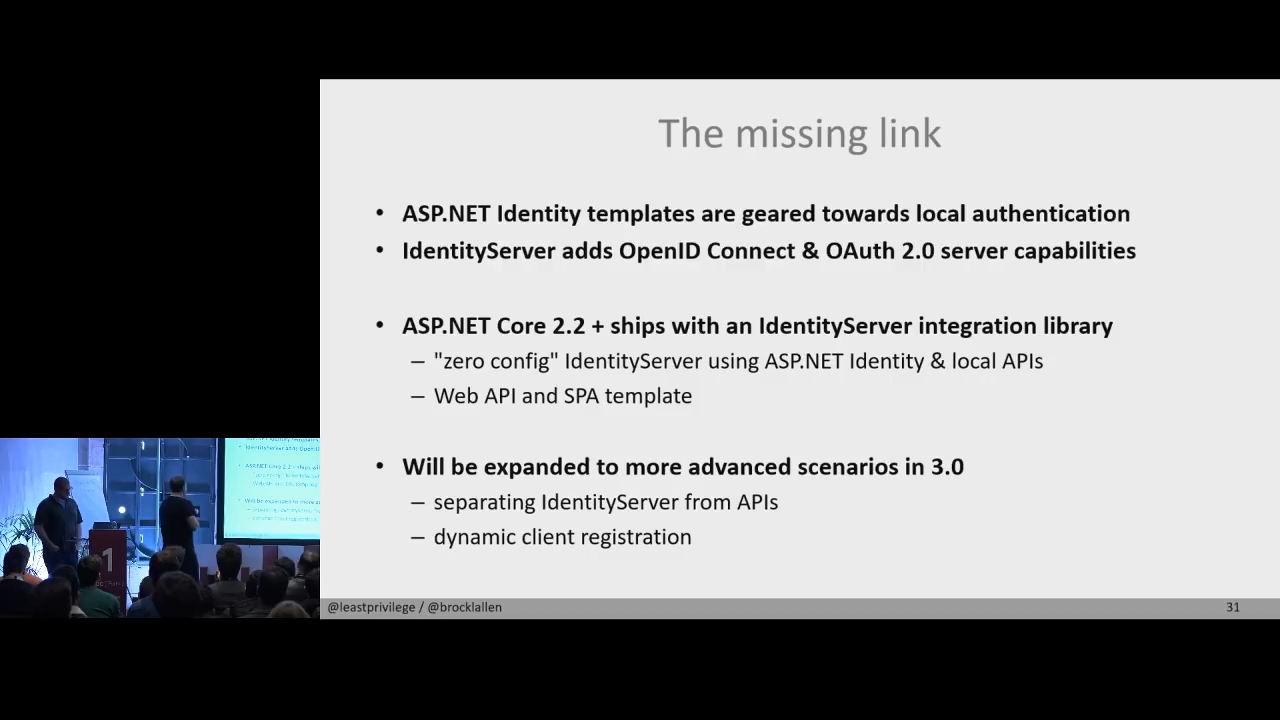 The missing link
• ASP.NET Identity templates are geared towards local authentication
• IdentityServer adds OpenID Connect & OAuth 2.0 server capabilities
• ASP.NET Core 2.2 + ships with an IdentityServer integration library
– "zero config" IdentityServer using ASP.NET Identity & local APIs
– Web API and SPA template
• Will be expanded to more advanced scenarios in 3.0
– separating IdentityServer from APIs
– dynamic client registration
@leastprivilege / @brocklallen
31